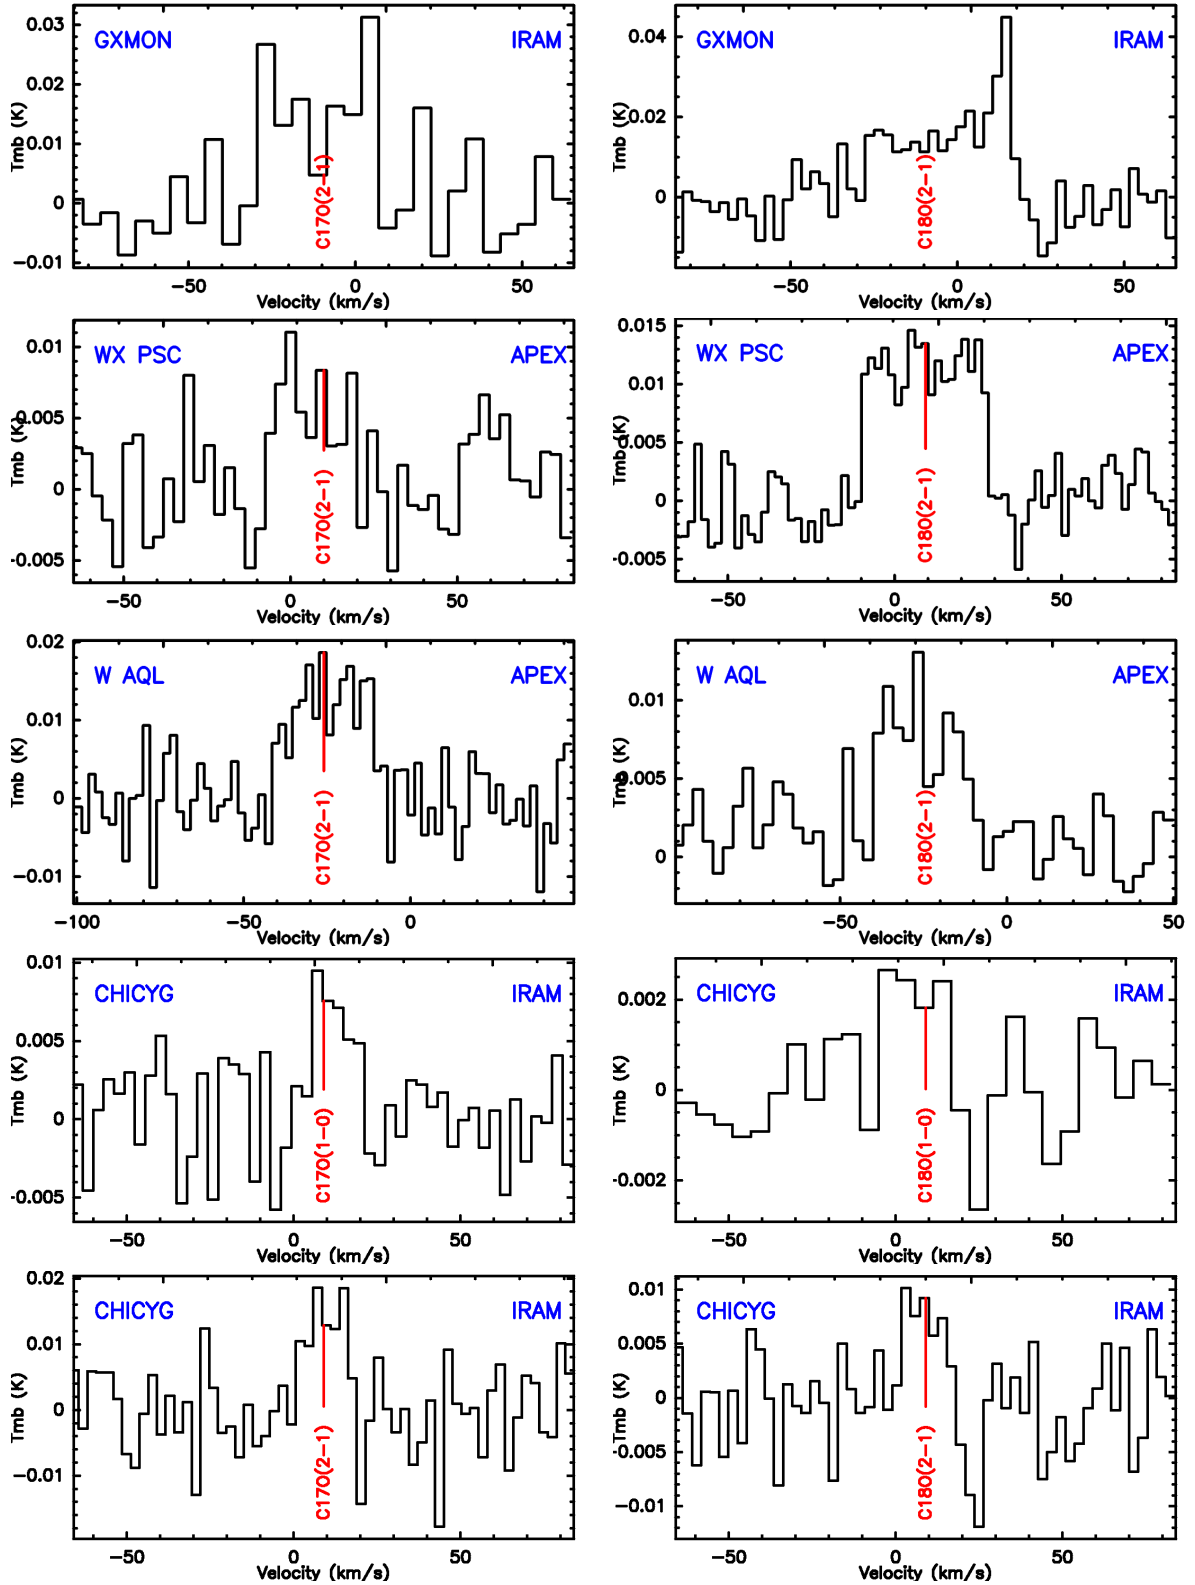 GXMON IRAM
0.03
0.02
0.01
0
−0.01
Tmb (K)
C17O(2−1)
−50 0 50
Velocity (km/s)
GXMON IRAM
0.04
0.02
0
Tmb (K)
C18O(2−1)
−50 0 50
Velocity (km/s)
WX PSC APEX
0.01
0.005
0
−0.005
Tmb (K)
C17O(2−1)
−50 0 50
Velocity (km/s)
WX PSC APEX
0.015
0.01
0.005
0
−0.005
Tmb (K)
C18O(2−1)
−50 0 50
Velocity (km/s)
W AQL APEX
0.02
0.01
0
−0.01
Tmb (K)
C17O(2−1)
−100 −50 0
Velocity (km/s)
W AQL APEX
0.01
0.005
0
Tmb (K)
C18O(2−1)
−50 0 50
Velocity (km/s)
CHICYG IRAM
0.01
0.005
0
−0.005
Tmb (K)
C17O(1−0)
−50 0 50
Velocity (km/s)
CHICYG IRAM
0.002
0
−0.002
Tmb (K)
C18O(1−0)
−50 0 50
Velocity (km/s)
CHICYG IRAM
0.02
0.01
0
−0.01
Tmb (K)
C17O(2−1)
−50 0 50
Velocity (km/s)
CHICYG IRAM
0.01
0.005
0
−0.005
−0.01
Tmb (K)
C18O(2−1)
−50 0 50
Velocity (km/s)